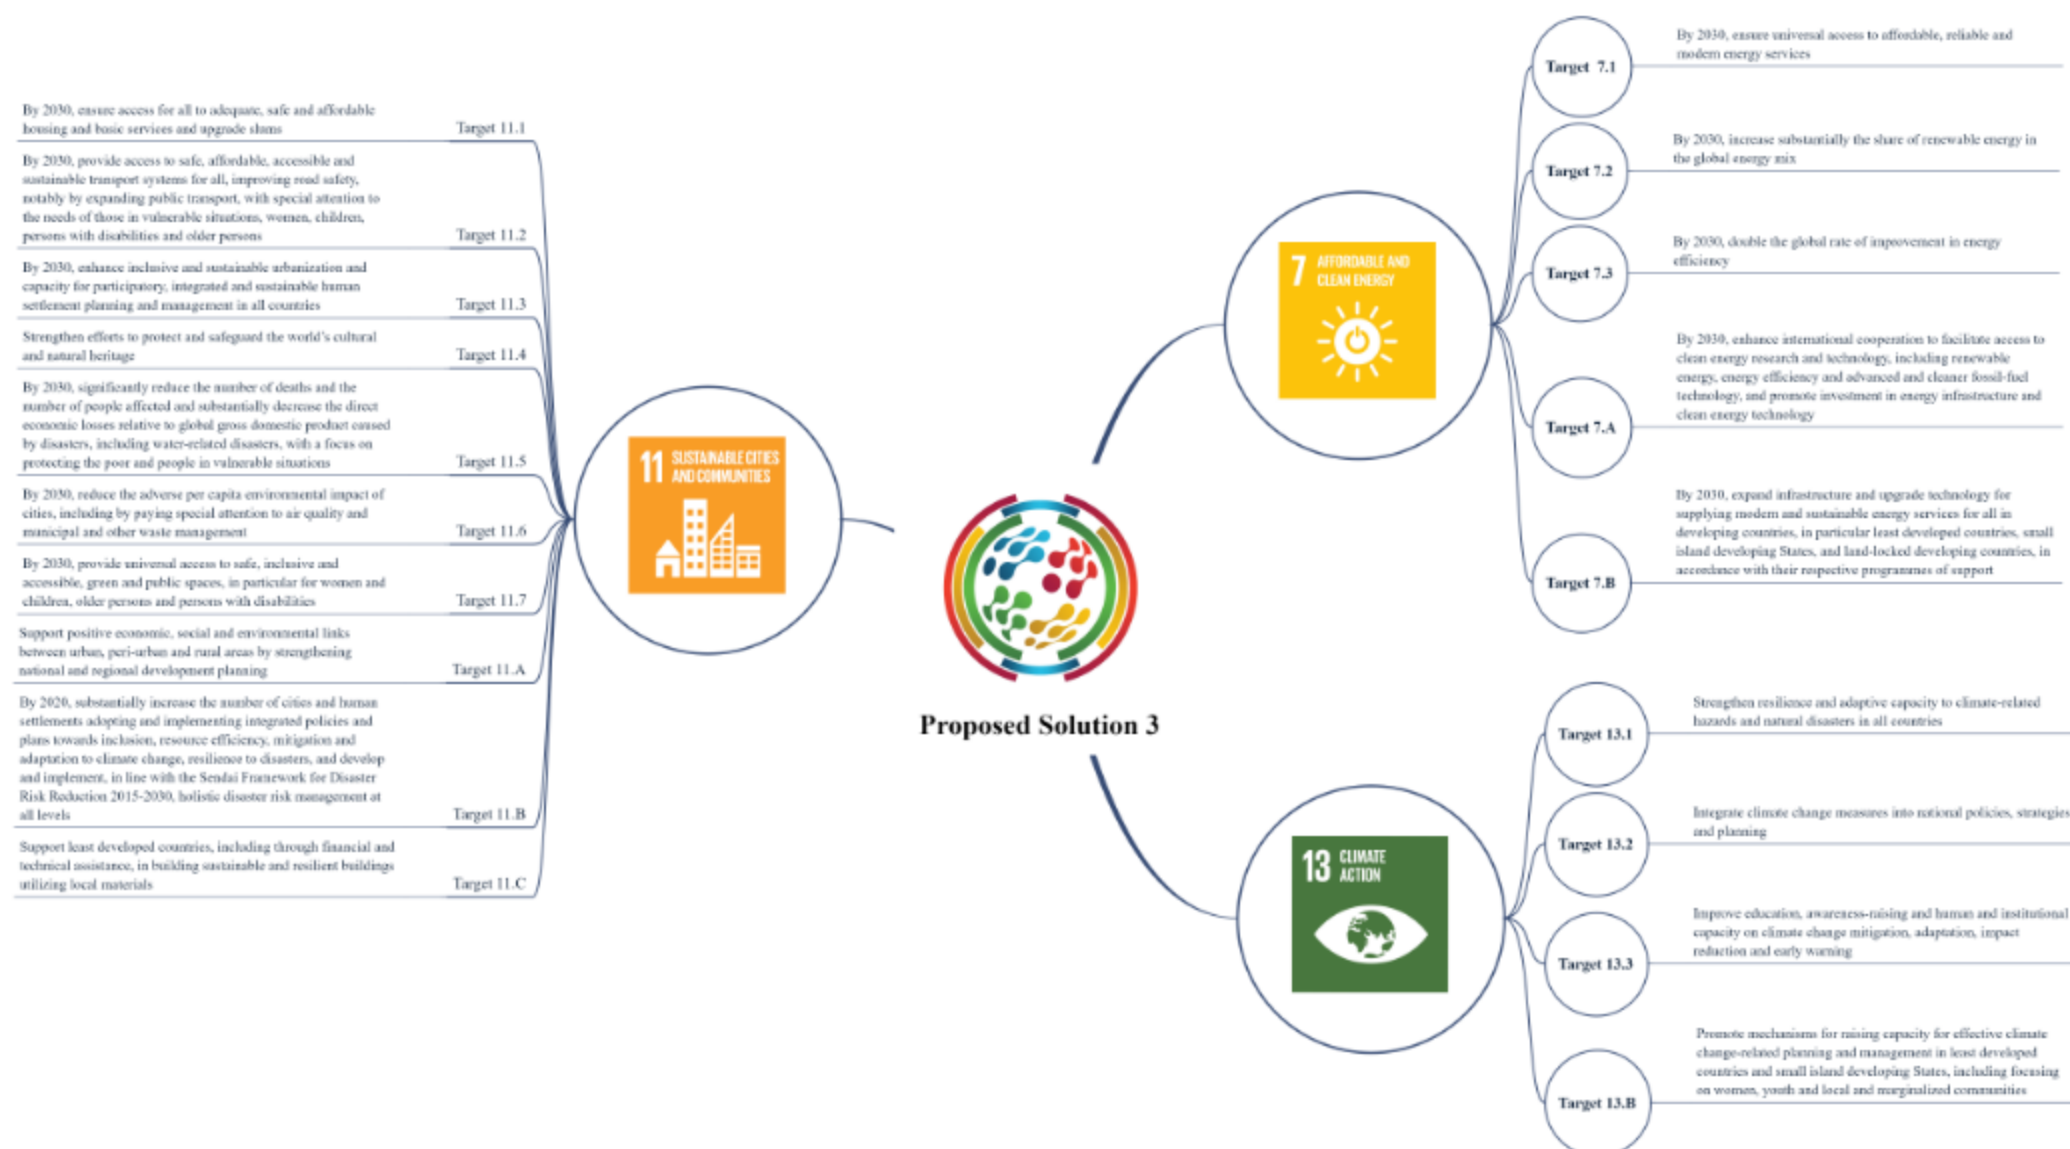 By 2030, ensure access for all to adequate, safe and affordable
housing and basic services and upgrade slums
Target 11.1
By 2030, provide access to safe, affordable, accessible and
sustainable transport systems for all, improving road safety,
notably by expanding public transport, with special attention to
the needs of those in vulnerable situations, women, children,
persons with disabilities and older persons
Target 11.2
By 2030, enhance inclusive and sustainable urbanization and
capacity for participatory, integrated and sustainable human
settlement planning and management in all countries
Target 11.3
Strengthen efforts to protect and safeguard the world's cultural
and natural heritage
Target 11.4
By 2030, significantly reduce the number of deaths and the
number of people affected and substantially decrease the direct
economic losses relative to global gross domestic product caused
by disasters, including water-related disasters, with a focus on
protecting the poor and people in vulnerable situations
Target 11.5
By 2030, reduce the adverse per capita environmental impact of
cities, including by paying special attention to air quality and
municipal and other waste management
Target 11.6
By 2030, provide universal access to safe, inclusive and
accessible, green and public spaces, in particular for women and
children, older persons and persons with disabilities
Target 11.7
Support positive economic, social and environmental links
between urban, peri-urban and rural areas by strengthening
national and regional development planning
Target 11.A
By 2020, substantially increase the number of cities and human
settlements adopting and implementing integrated policies and
plans towards inclusion, resource efficiency, mitigation and
adaptation to climate change, resilience to disasters, and develop
and implement, in line with the Sendai Framework for Disaster
Risk Reduction 2015-2030, holistic disaster risk management at
all levels
Target 11.B
Support least developed countries, including through financial and
technical assistance, in building sustainable and resilient buildings
utilizing local materials
Target 11.C
11 SUSTAINABLE CITIES
AND COMMUNITIES
Proposed Solution 3
7 AFFORDABLE AND
CLEAN ENERGY
Target 7.1
By 2030, ensure universal access to affordable, reliable and
modern energy services
Target 7.2
By 2030, increase substantially the share of renewable energy in
the global energy mix
Target 7.3
By 2030, double the global rate of improvement in energy
efficiency
Target 7.A
By 2030, enhance international cooperation to facilitate access to
clean energy research and technology, including renewable
energy, energy efficiency and advanced and cleaner fossil-fuel
technology, and promote investment in energy infrastructure and
clean energy technology
Target 7.B
By 2030, expand infrastructure and upgrade technology for
supplying modern and sustainable energy services for all in
developing countries, in particular least developed countries, small
island developing States, and land-locked developing countries, in
accordance with their respective programmes of support
13 CLIMATE
ACTION
Target 13.1
Strengthen resilience and adaptive capacity to climate-related
hazards and natural disasters in all countries
Target 13.2
Integrate climate change measures into national policies, strategies
and planning
Target 13.3
Improve education, awareness-raising and human and institutional
capacity on climate change mitigation, adaptation, impact
reduction and early warning
Target 13.B
Promote mechanisms for raising capacity for effective climate
change-related planning and management in least developed
countries and small island developing States, including focusing
on women, youth and local and marginalized communities